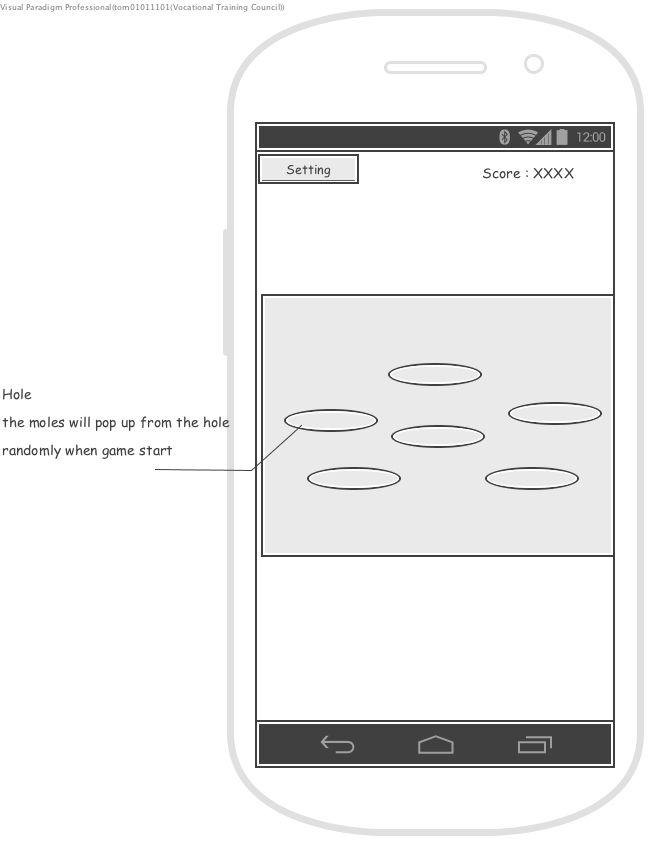 Visual Paradigm Professional(tom01011101(Vocational Training Council))
12:00
Setting
Score : XXXX
Hole
the moles will pop up from the hole
randomly when game start